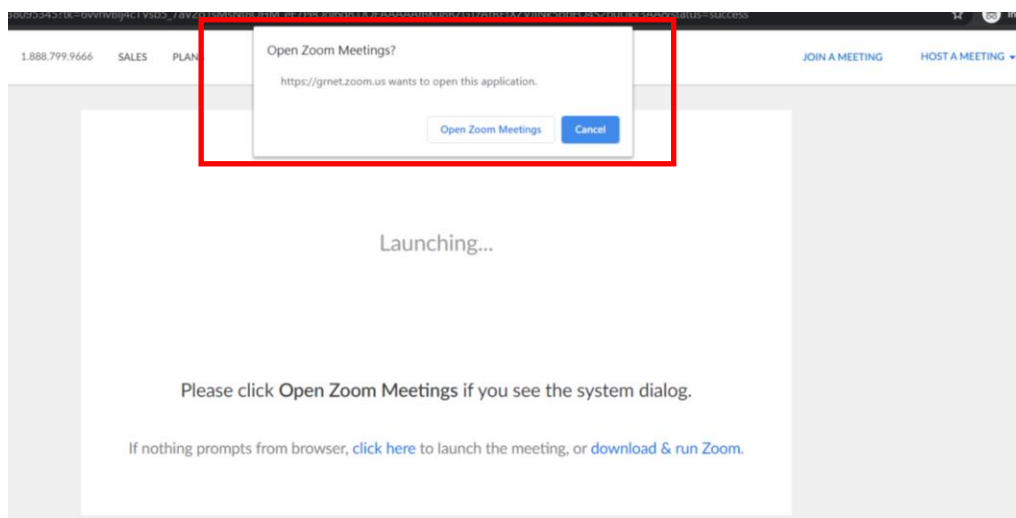 status=success
1.888.799.9666 SALES PLAN JOIN A MEETING HOST A MEETING
Open Zoom Meetings?
https://grnet.zoom.us wants to open this application.
Open Zoom Meetings Cancel
Launching...
Please click Open Zoom Meetings if you see the system dialog.
If nothing prompts from browser, click here to launch the meeting, or download & run Zoom.